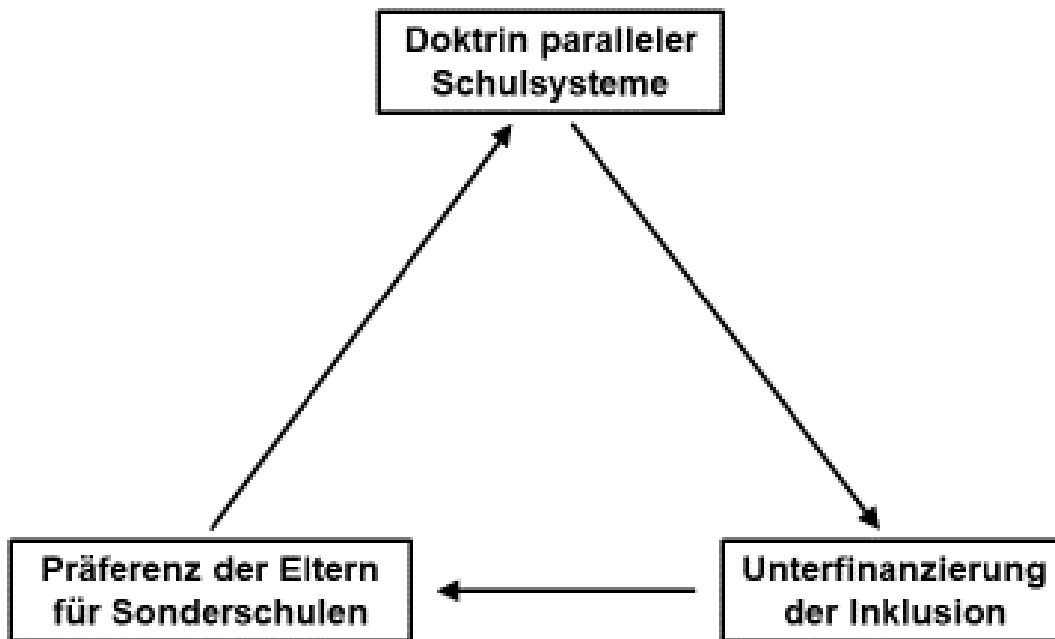 Doktrin paralleler
Schulsysteme
Präferenz der Eltern
für Sonderschulen
Unterfinanzierung
der Inklusion